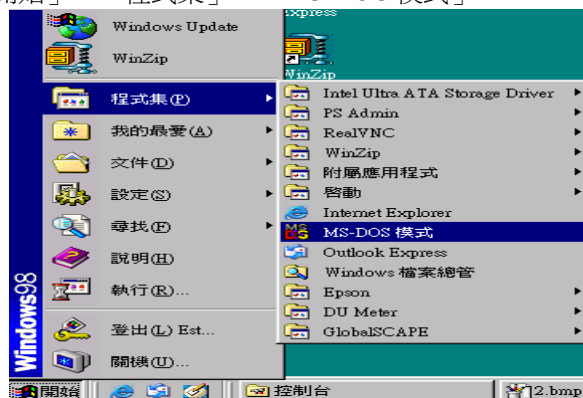 開始」 「程式集」 MS-DOS 模式」
Windows Update
WinZip
程式集(P)
我的最愛(A)
文件(D)
設定(S)
尋找(F)
說明(H)
執行(R)...
登出(L) Est...
關機(U)...
Windows98
Express
WinZip
Intel Ultra ATA Storage Driver
PS Admin
RealVNC
WinZip
附屬應用程式
啓動
Internet Explorer
MS-DOS 模式
Outlook Express
Windows 檔案總管
Epson
DU Meter
GlobalSCAPE
開始
控制台
2.bmp